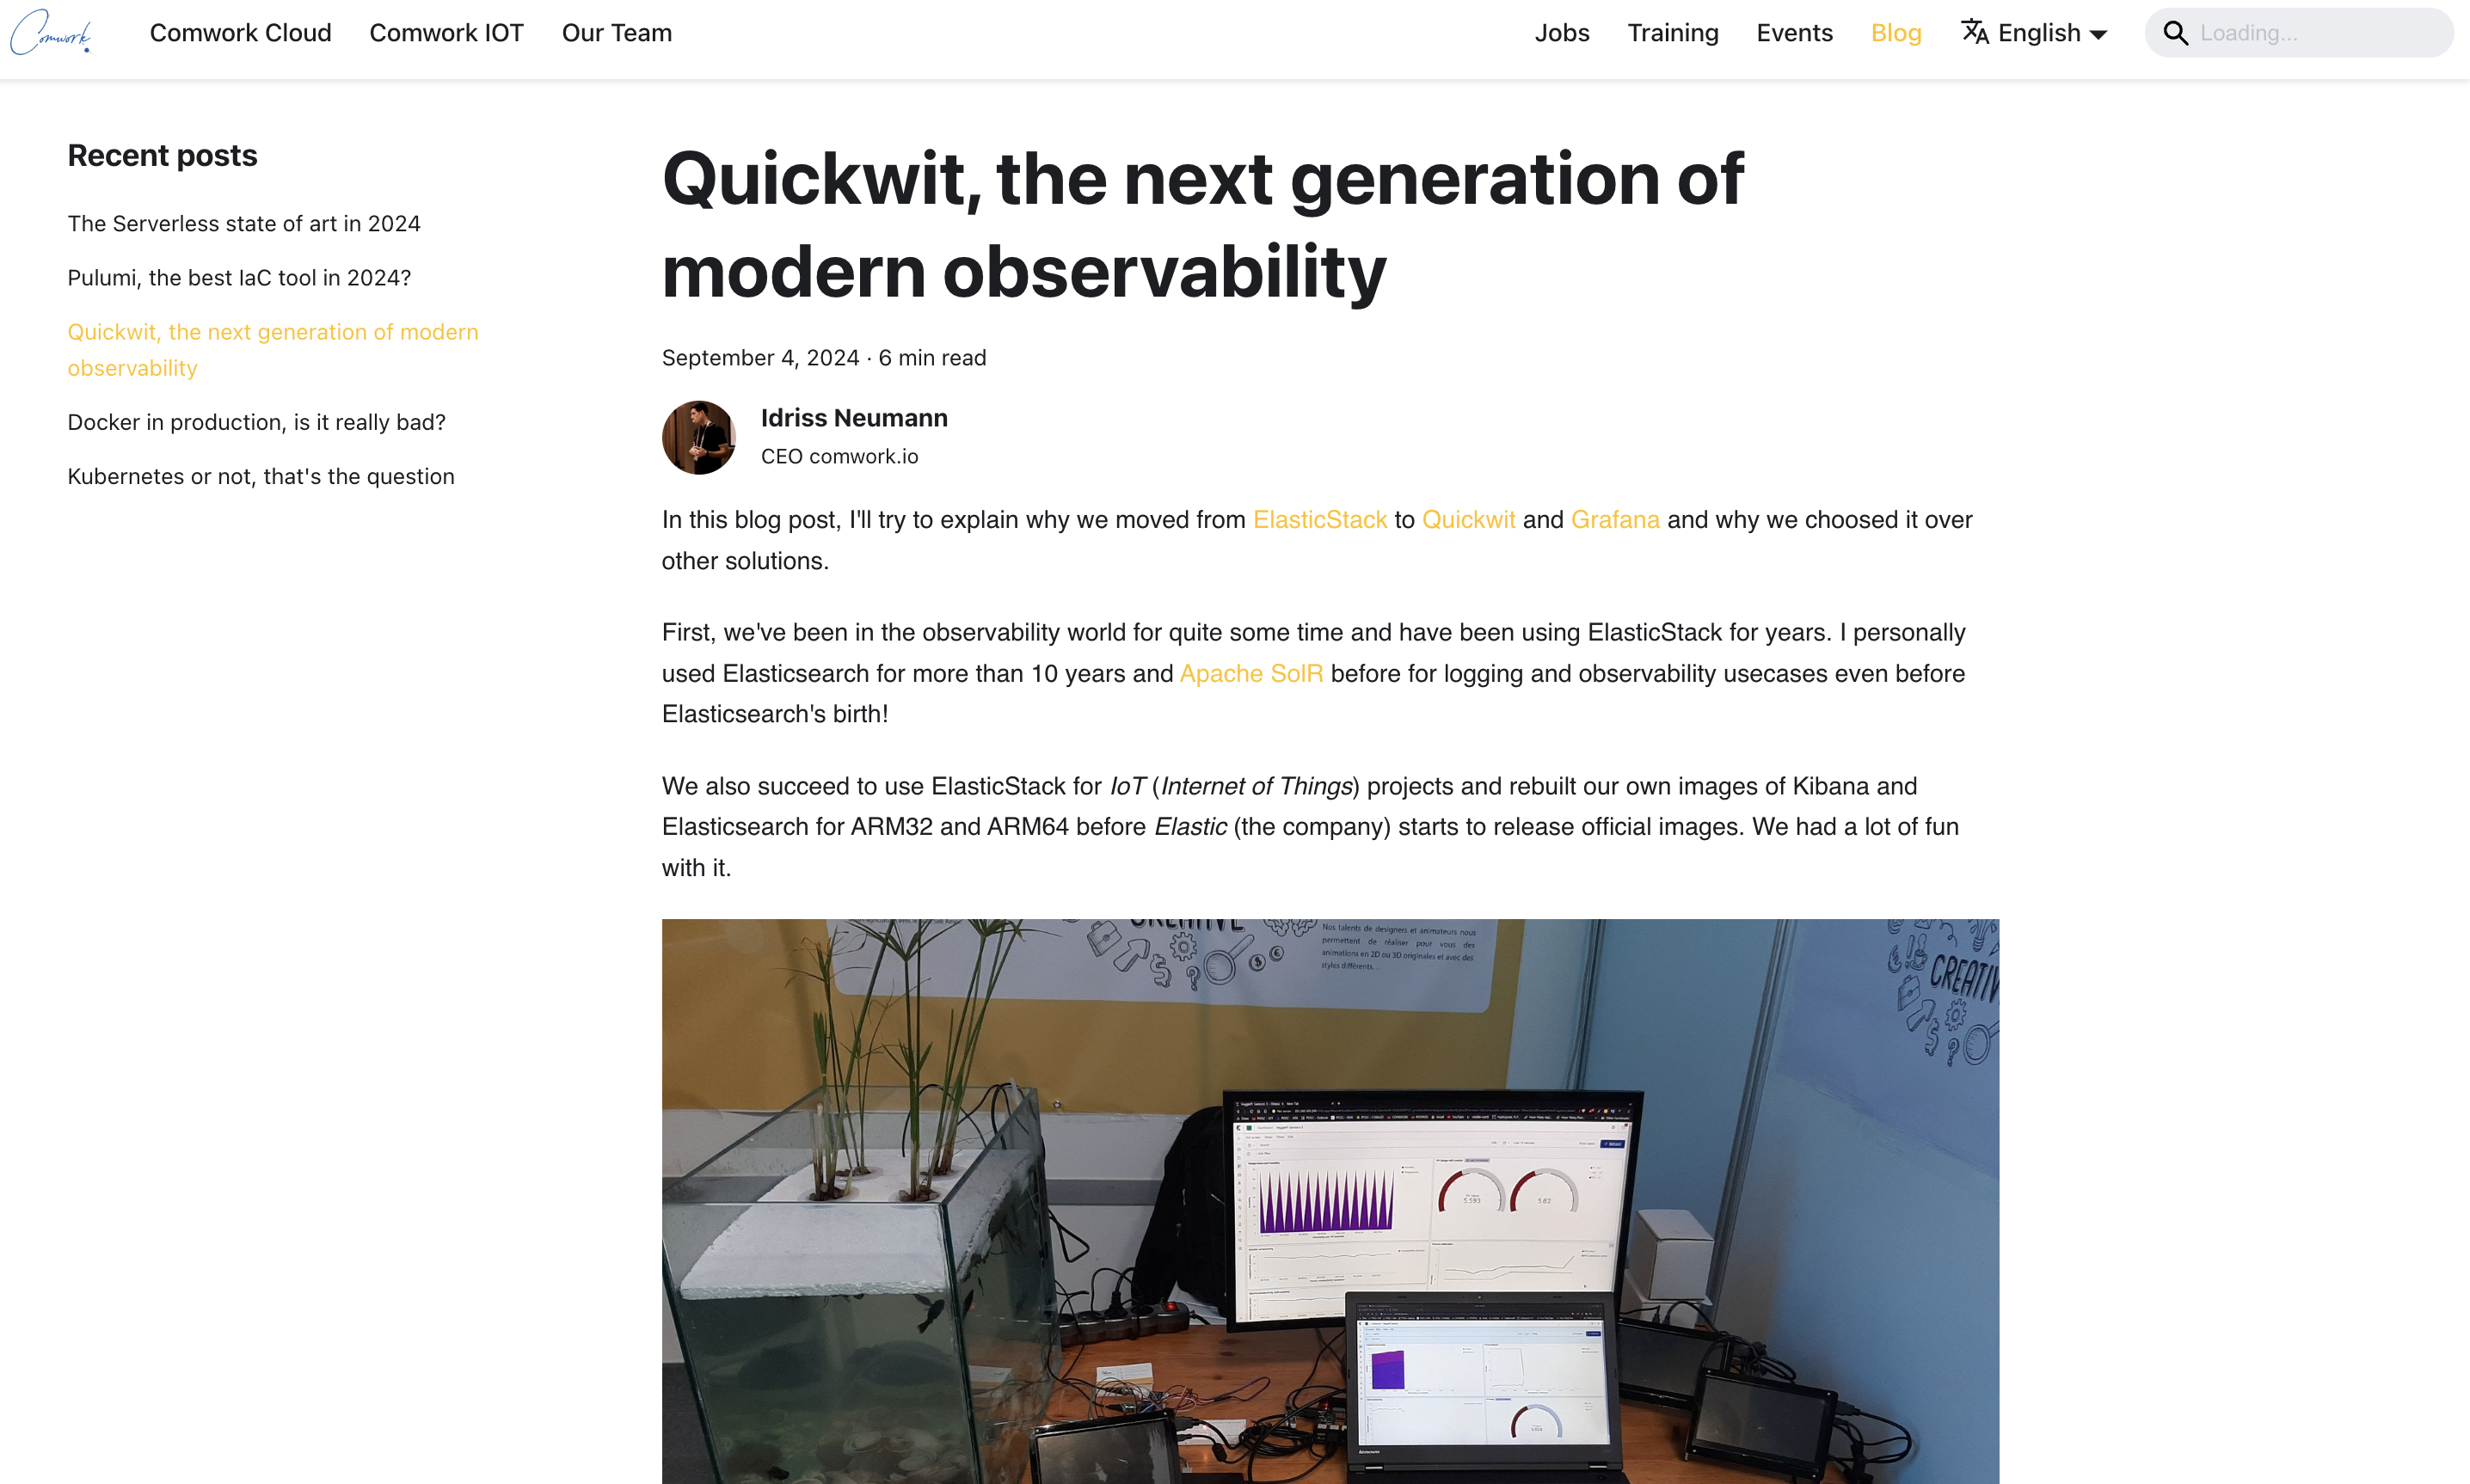 Comwork
Comwork Cloud
Comwork IOT
Our Team
Jobs
Training
Events
Blog
English
Loading...
Recent posts
The Serverless state of art in 2024
Pulumi, the best IaC tool in 2024?
Quickwit, the next generation of modern
observability
Docker in production, is it really bad?
Kubernetes or not, that's the question
Quickwit, the next generation of
modern observability
September 4, 2024 · 6 min read
Idriss Neumann
CEO comwork.io
In this blog post, I'll try to explain why we moved from ElasticStack to Quickwit and Grafana and why we choosed it over
other solutions.
First, we've been in the observability world for quite some time and have been using ElasticStack for years. I personally
used Elasticsearch for more than 10 years and Apache SolR before for logging and observability usecases even before
Elasticsearch's birth!
We also succeed to use ElasticStack for IoT (Internet of Things) projects and rebuilt our own images of Kibana and
Elasticsearch for ARM32 and ARM64 before Elastic (the company) starts to release official images. We had a lot of fun
with it.
CREATIVE
Nos talents de designers et animateurs nous
permettent de réaliser pour vous des
animations en 2D ou 3D originales et avec des
styles différents...
CREATIV
5.593
5.62